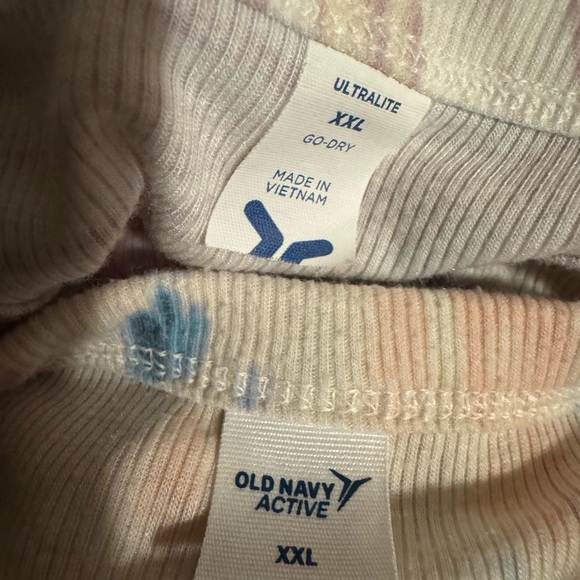 ULTRALITE
XXL
GO-DRY
MADE IN
VIETNAM
OLD NAVY
ACTIVE
XXL